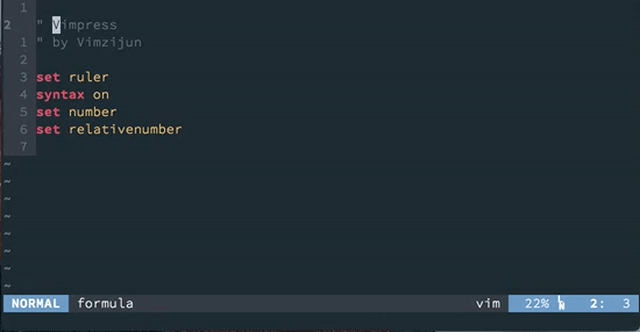 1
2 " Vimpress
1 " by Vimzijun
2
3 set ruler
4 syntax on
5 set number
6 set relativenumber
7
~
~
~
~
~
~
~
~
NORMAL formula vim 22% 2: 3